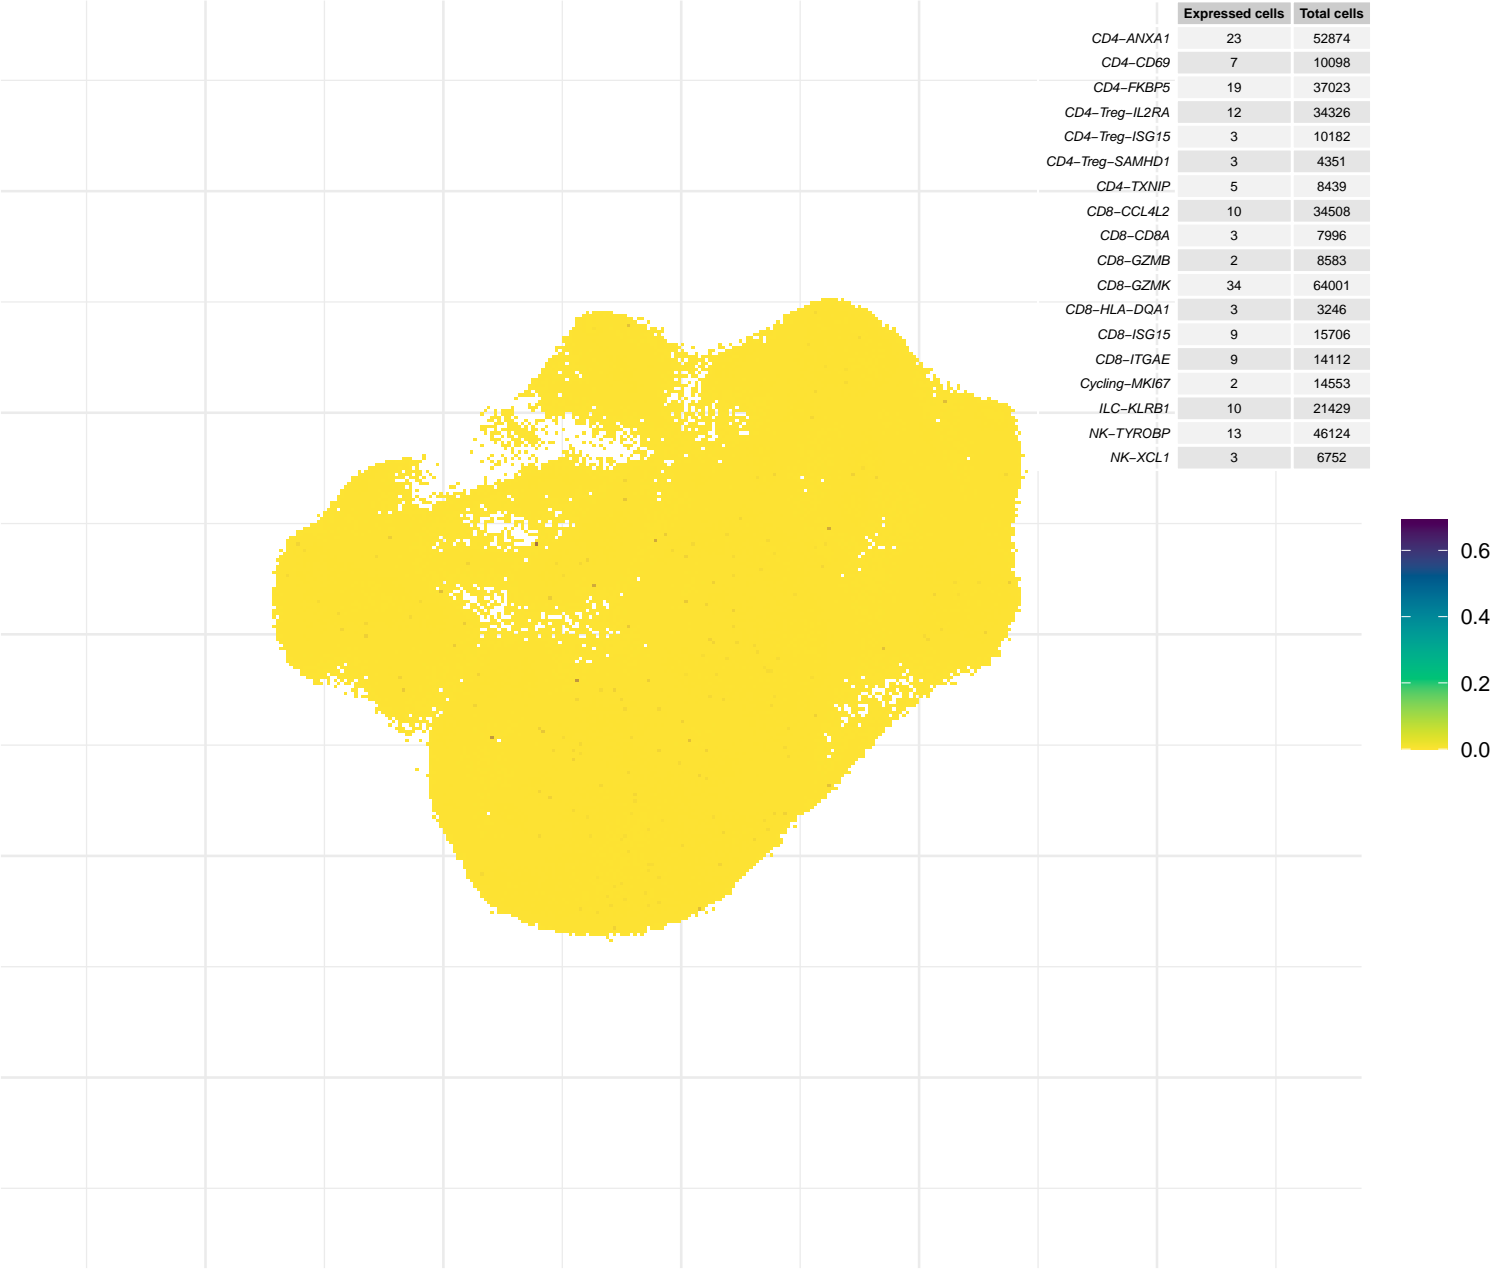 Expressed cells Total cells
CD4−ANXA1 23 52874
CD4−CD69 7 10098
CD4−FKBP5 19 37023
CD4−Treg−IL2RA 12 34326
CD4−Treg−ISG15 3 10182
CD4−Treg−SAMHD1 3 4351
CD4−TXNIP 5 8439
CD8−CCL4L2 10 34508
CD8−CD8A 3 7996
CD8−GZMB 2 8583
CD8−GZMK 34 64001
CD8−HLA−DQA1 3 3246
CD8−ISG15 9 15706
CD8−ITGAE 9 14112
Cycling−MKI67 2 14553
ILC−KLRB1 10 21429
NK−TYROBP 13 46124
NK−XCL1 3 6752
0.6
0.4
0.2
0.0